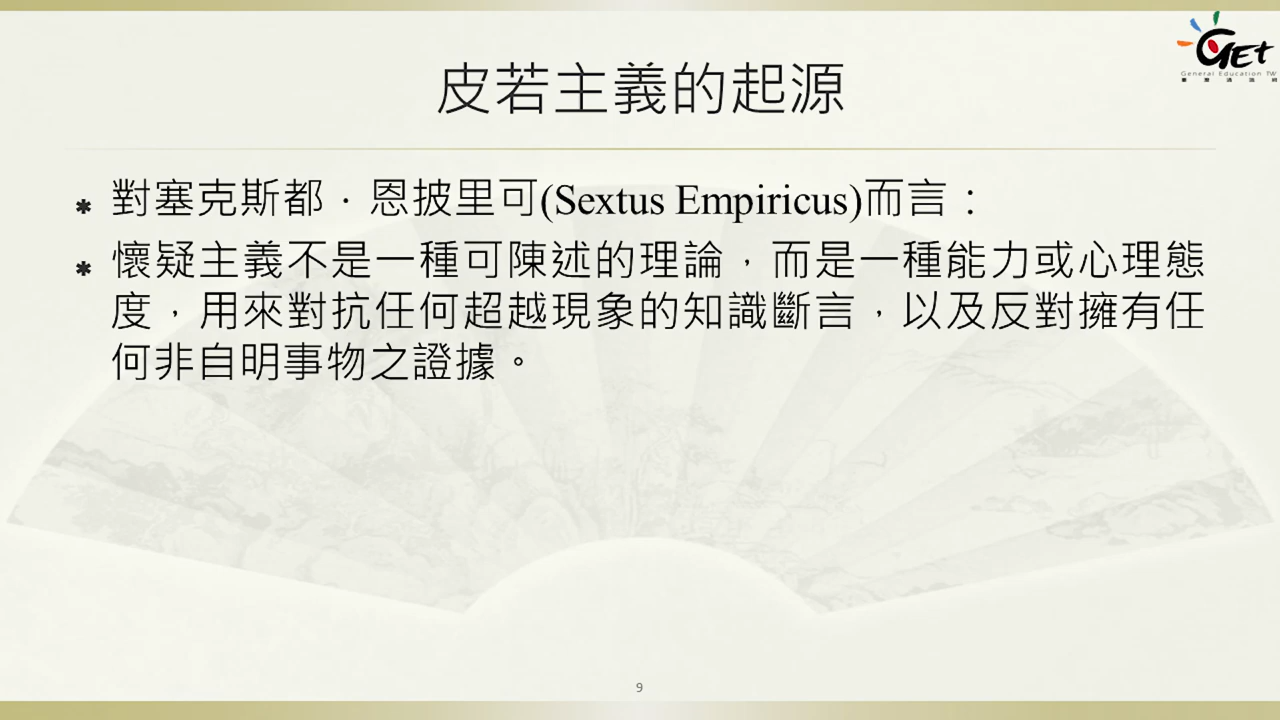 GET
General Education TW
皮若主義的起源
對塞克斯都．恩披里可(Sextus Empiricus)而言：
懷疑主義不是一種可陳述的理論，而是一種能力或心理態
度，用來對抗任何超越現象的知識斷言，以及反對擁有任
何非自明事物之證據。
9